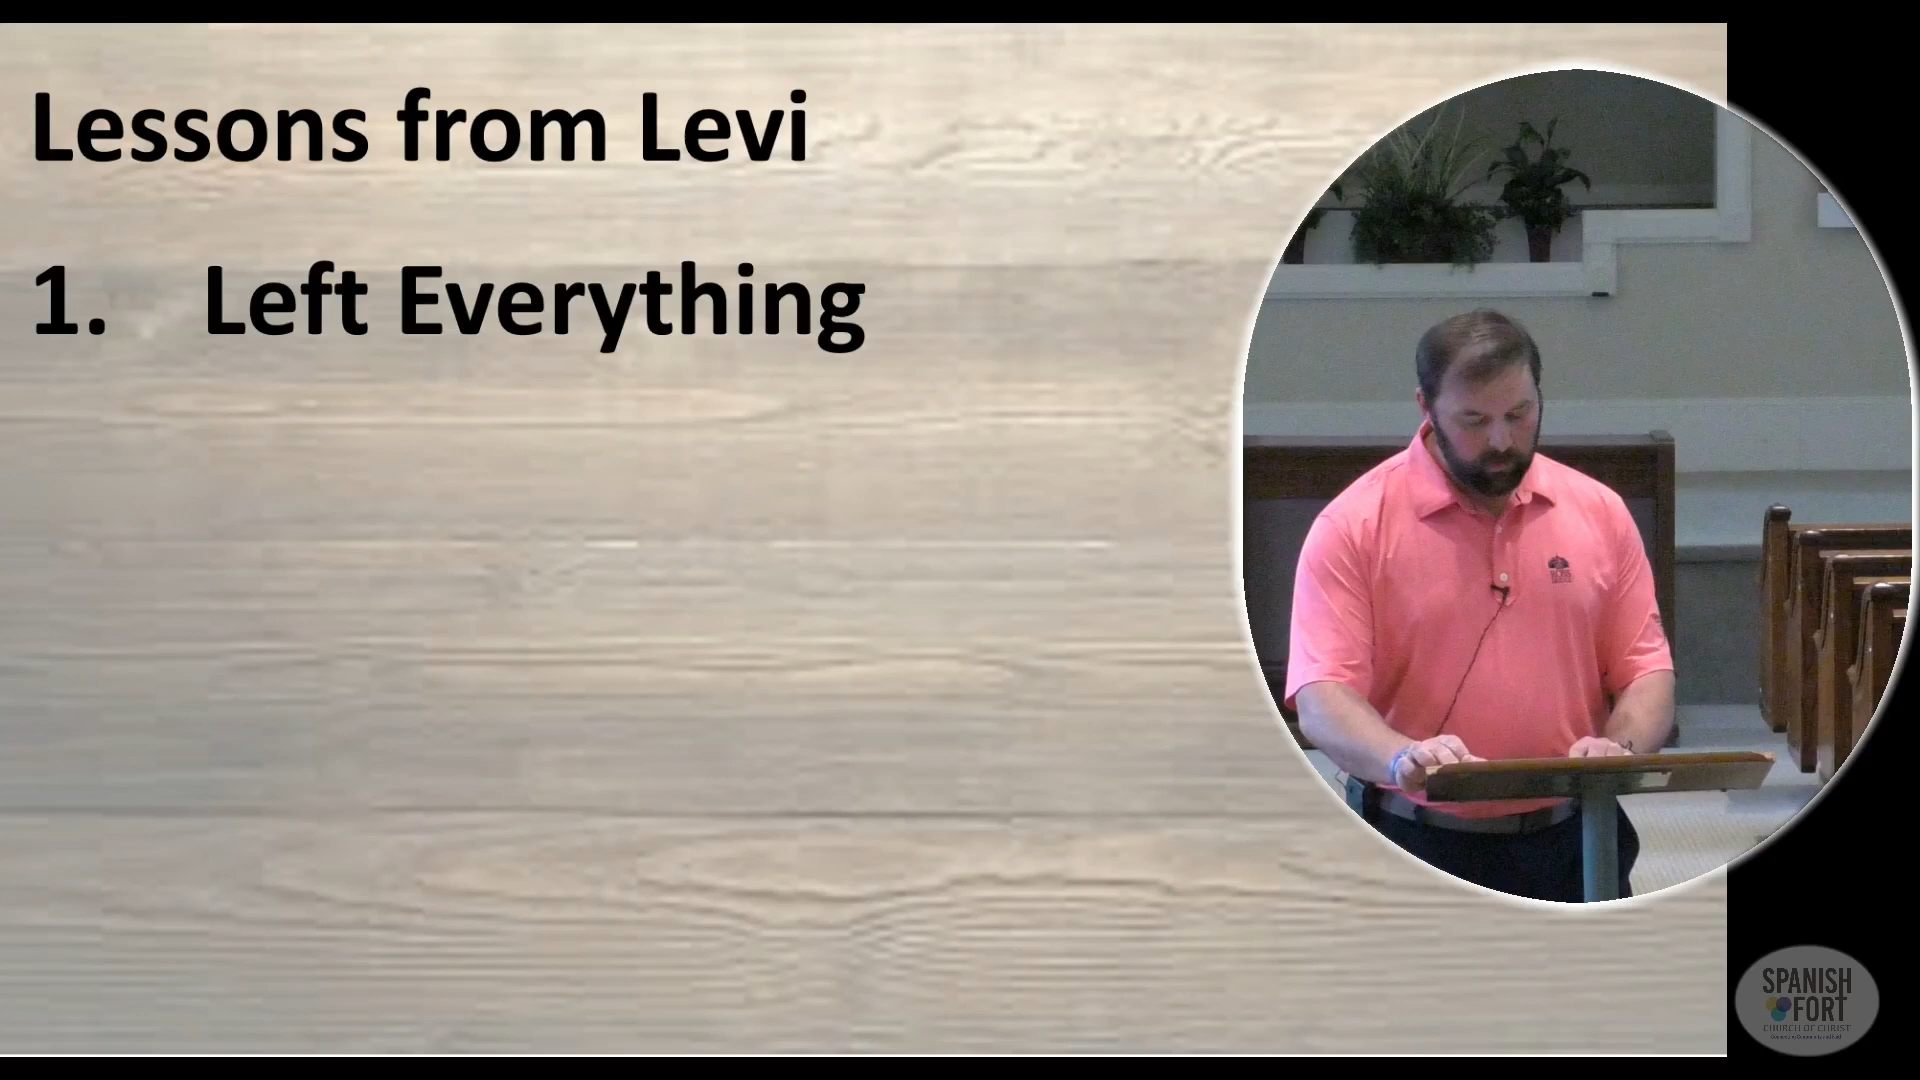 Lessons from Levi
1. Left Everything
SPANISH
FORT
CHURCH OF CHRIST